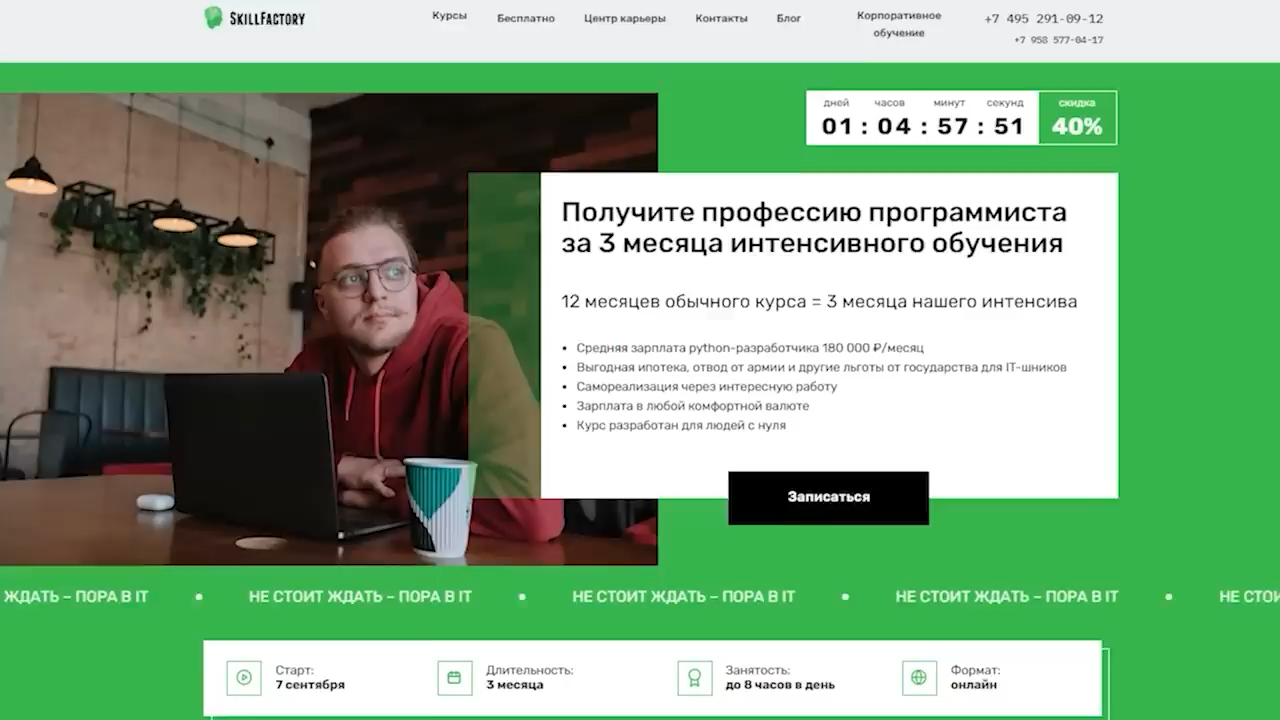 SKILLFACTORY
Курсы
Бесплатно
Центр карьеры
Контакты
Блог
Корпоративное
обучение
+7 495 291-09-12
+7 958 577-04-17
дней часов минут секунд
01 : 04 : 57 : 51
скидка
40%
Получите профессию программиста
за 3 месяца интенсивного обучения
12 месяцев обычного курса = 3 месяца нашего интенсива
• Средняя зарплата python-разработчика 180 000 ₽/месяц
• Выгодная ипотека, отвод от армии и другие льготы от государства для IT-шников
• Самореализация через интересную работу
• Зарплата в любой комфортной валюте
• Курс разработан для людей с нуля
Записаться
ЖДАТЬ – ПОРА В IT • НЕ СТОИТ ЖДАТЬ – ПОРА В IT • НЕ СТОИТ ЖДАТЬ – ПОРА В IT • НЕ СТОИТ ЖДАТЬ – ПОРА В IT • НЕ СТОИ
Старт:
7 сентября
Длительность:
3 месяца
Занятость:
до 8 часов в день
Формат:
онлайн